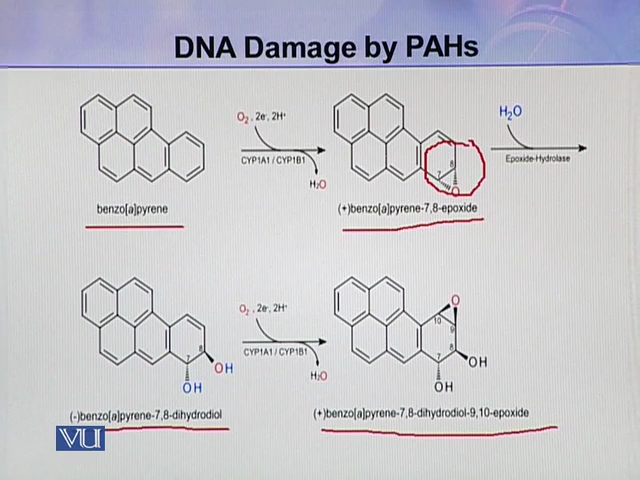 DNA Damage by PAHs
O₂, 2e⁻, 2H⁺
CYP1A1 / CYP1B1
H₂O
benzo[a]pyrene
8
7
O
(+)benzo[a]pyrene-7,8-epoxide
H₂O
Epoxide-Hydrolase
8
7
OH
OH
(-)benzo[a]pyrene-7,8-dihydrodiol
O₂, 2e⁻, 2H⁺
CYP1A1 / CYP1B1
H₂O
O
10
9
8
7
OH
OH
(+)benzo[a]pyrene-7,8-dihydrodiol-9,10-epoxide
VU